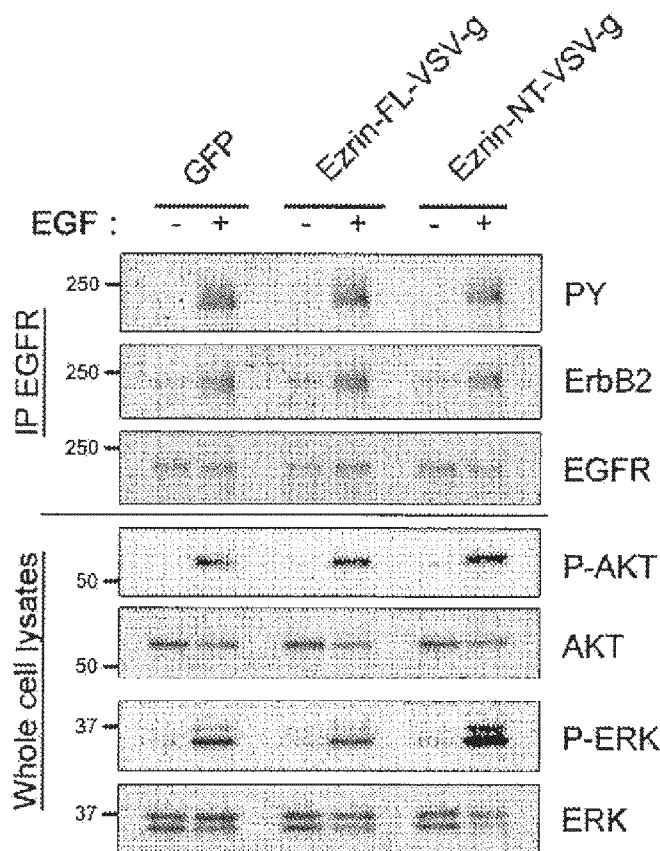 GFP
Ezrin-FL-VSV-g
Ezrin-NT-VSV-g
EGF : - + - + - +
IP EGFR
250 PY
250 ErbB2
250 EGFR
Whole cell lysates
50 P-AKT
50 AKT
37 P-ERK
37 ERK